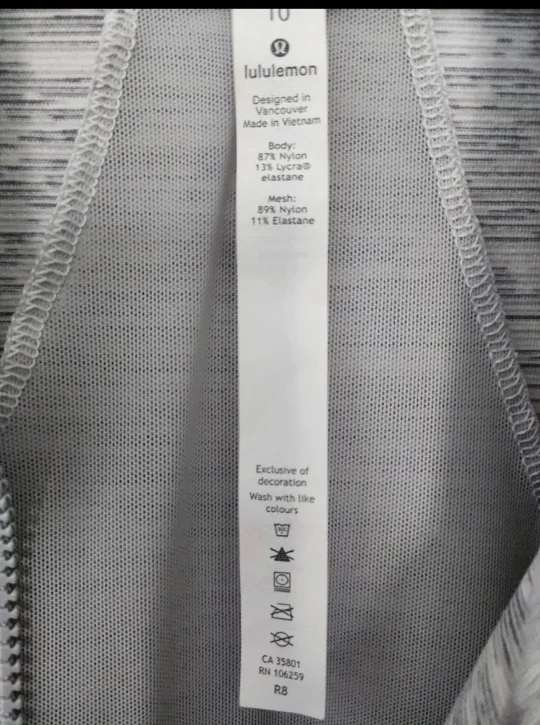 10
lululemon
Designed in
Vancouver
Made in Vietnam
Body:
87% Nylon
13% Lycra®
elastane
Mesh:
89% Nylon
11% Elastane
Exclusive of
decoration
Wash with like
colours
CA 35801
RN 106259
R8